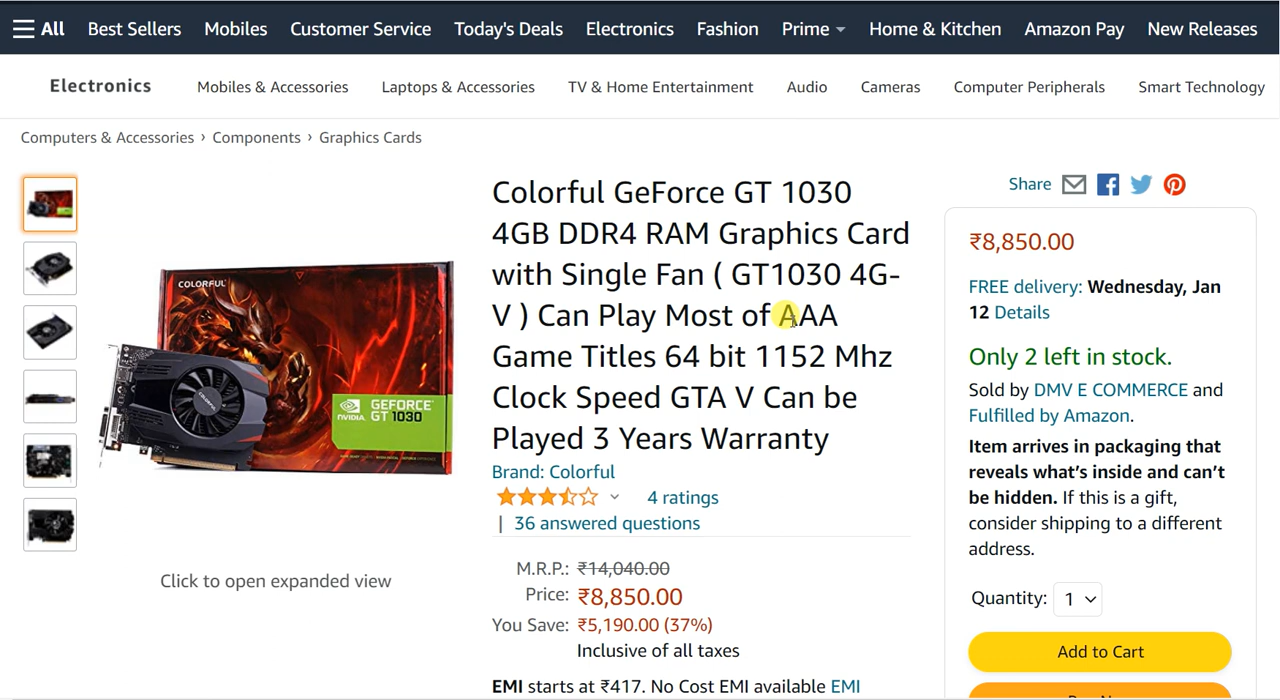 All Best Sellers Mobiles Customer Service Today's Deals Electronics Fashion Prime Home & Kitchen Amazon Pay New Releases
Electronics Mobiles & Accessories Laptops & Accessories TV & Home Entertainment Audio Cameras Computer Peripherals Smart Technology
Computers & Accessories › Components › Graphics Cards
COLORFUL
NVIDIA
GEFORCE
GT 1030
Click to open expanded view
Colorful GeForce GT 1030
4GB DDR4 RAM Graphics Card
with Single Fan ( GT1030 4G-
V ) Can Play Most of AAA
Game Titles 64 bit 1152 Mhz
Clock Speed GTA V Can be
Played 3 Years Warranty
Brand: Colorful
4 ratings
| 36 answered questions
M.R.P.: ₹14,040.00
Price: ₹8,850.00
You Save: ₹5,190.00 (37%)
Inclusive of all taxes
EMI starts at ₹417. No Cost EMI available EMI
Share
₹8,850.00
FREE delivery: Wednesday, Jan
12 Details
Only 2 left in stock.
Sold by DMV E COMMERCE and
Fulfilled by Amazon.
Item arrives in packaging that
reveals what's inside and can't
be hidden. If this is a gift,
consider shipping to a different
address.
Quantity: 1
Add to Cart